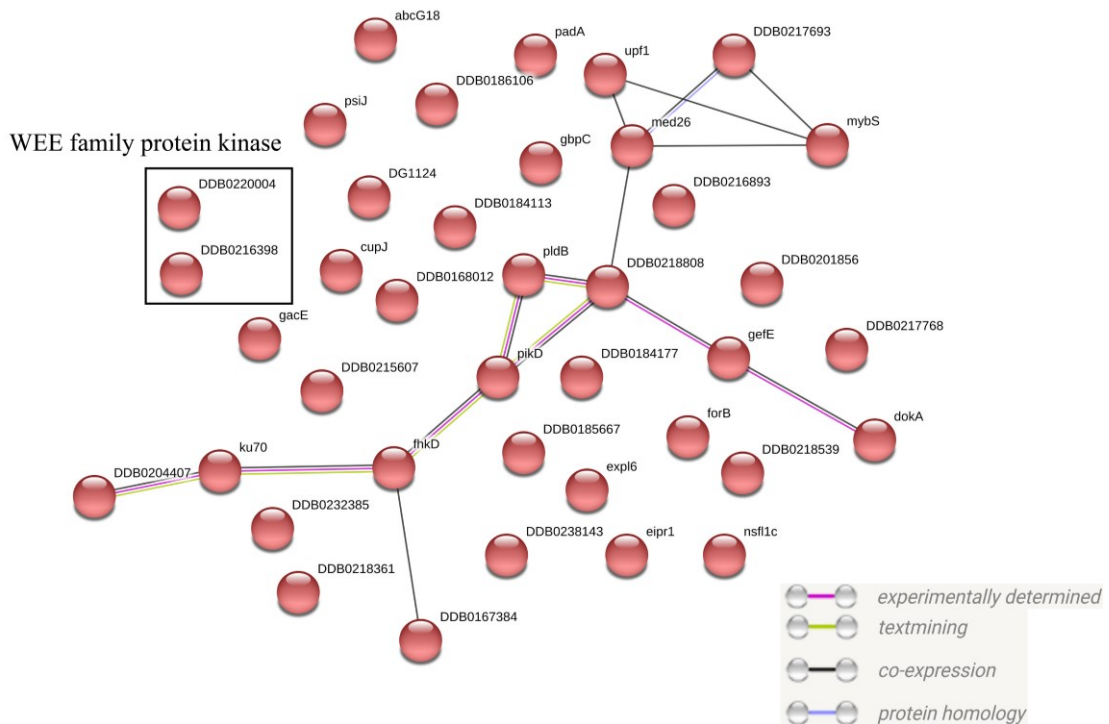 abcG18
padA
upf1
DDB0217693
DDB0186106
psiJ
med26
mybS
WEE family protein kinase
gbpC
DDB0220004
DG1124
DDB0216893
DDB0184113
DDB0216398
cupJ
pldB
DDB0218808
DDB0168012
DDB0201856
gacE
gefE
DDB0217768
pikD
DDB0184177
DDB0215607
forB
dokA
DDB0185667
ku70
fhkD
DDB0218539
DDB0204407
expl6
DDB0232385
DDB0238143
eipr1
nsfl1c
DDB0218361
DDB0167384
experimentally determined
textmining
co-expression
protein homology